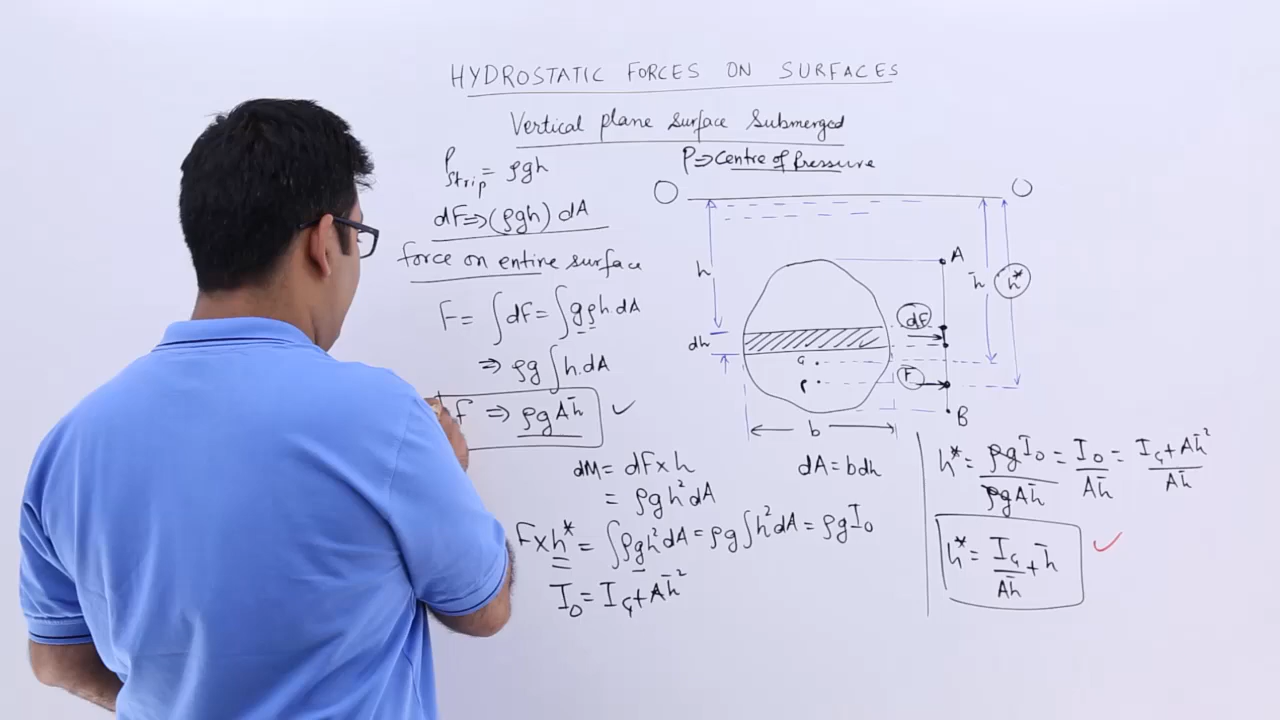 HYDROSTATIC FORCES ON SURFACES
Vertical plane surface submerged
P_strip = ρgh
P ⇒ Centre of pressure
dF ⇒ (ρgh) dA
force on entire surface
F = ∫dF = ∫gρh.dA
⇒ ρg∫h.dA
F ⇒ ρgAh̄ ✓
O O
h
dh
A
h̄
h*
dF
G
P
F
B
b
dM = dF×h
= ρgh²dA
dA = bdh
F×h* = ∫ρgh²dA = ρg∫h²dA = ρgI₀
I₀ = I_G + Ah̄²
h* = ρgI₀/ρgAh̄ = I₀/Ah̄ = I_G + Ah̄²/Ah̄
h* = I_G/Ah̄ + h̄ ✓